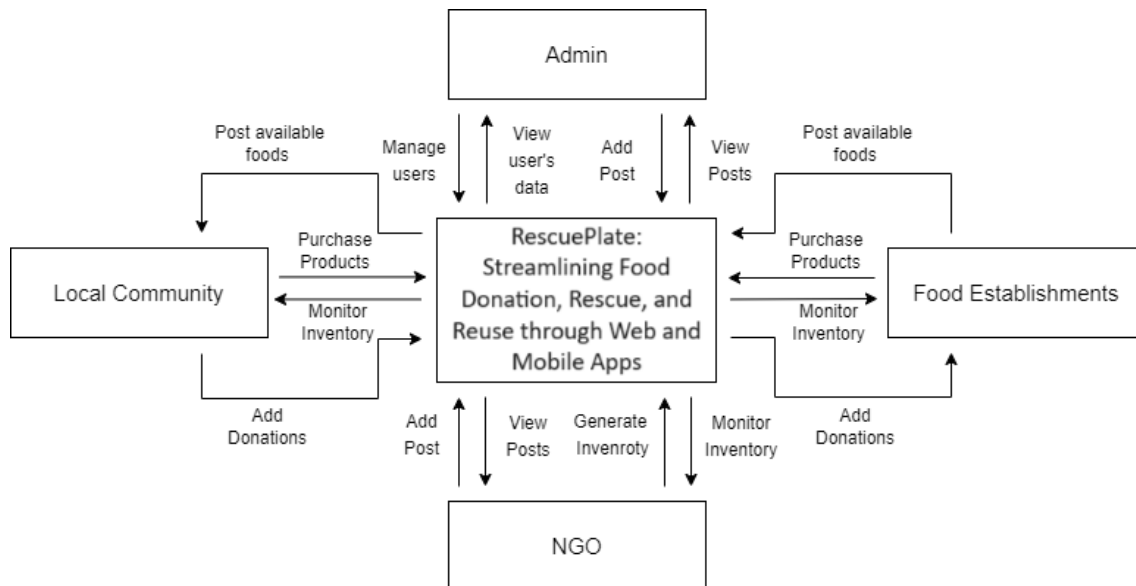 Admin
Post available
foods
Manage
users
View
user's
data
Add
Post
View
Posts
Post available
foods
Local Community
Purchase
Products
Monitor
Inventory
RescuePlate:
Streamlining Food
Donation, Rescue, and
Reuse through Web and
Mobile Apps
Purchase
Products
Monitor
Inventory
Food Establishments
Add
Donations
Add
Post
View
Posts
Generate
Invenroty
Monitor
Inventory
Add
Donations
NGO